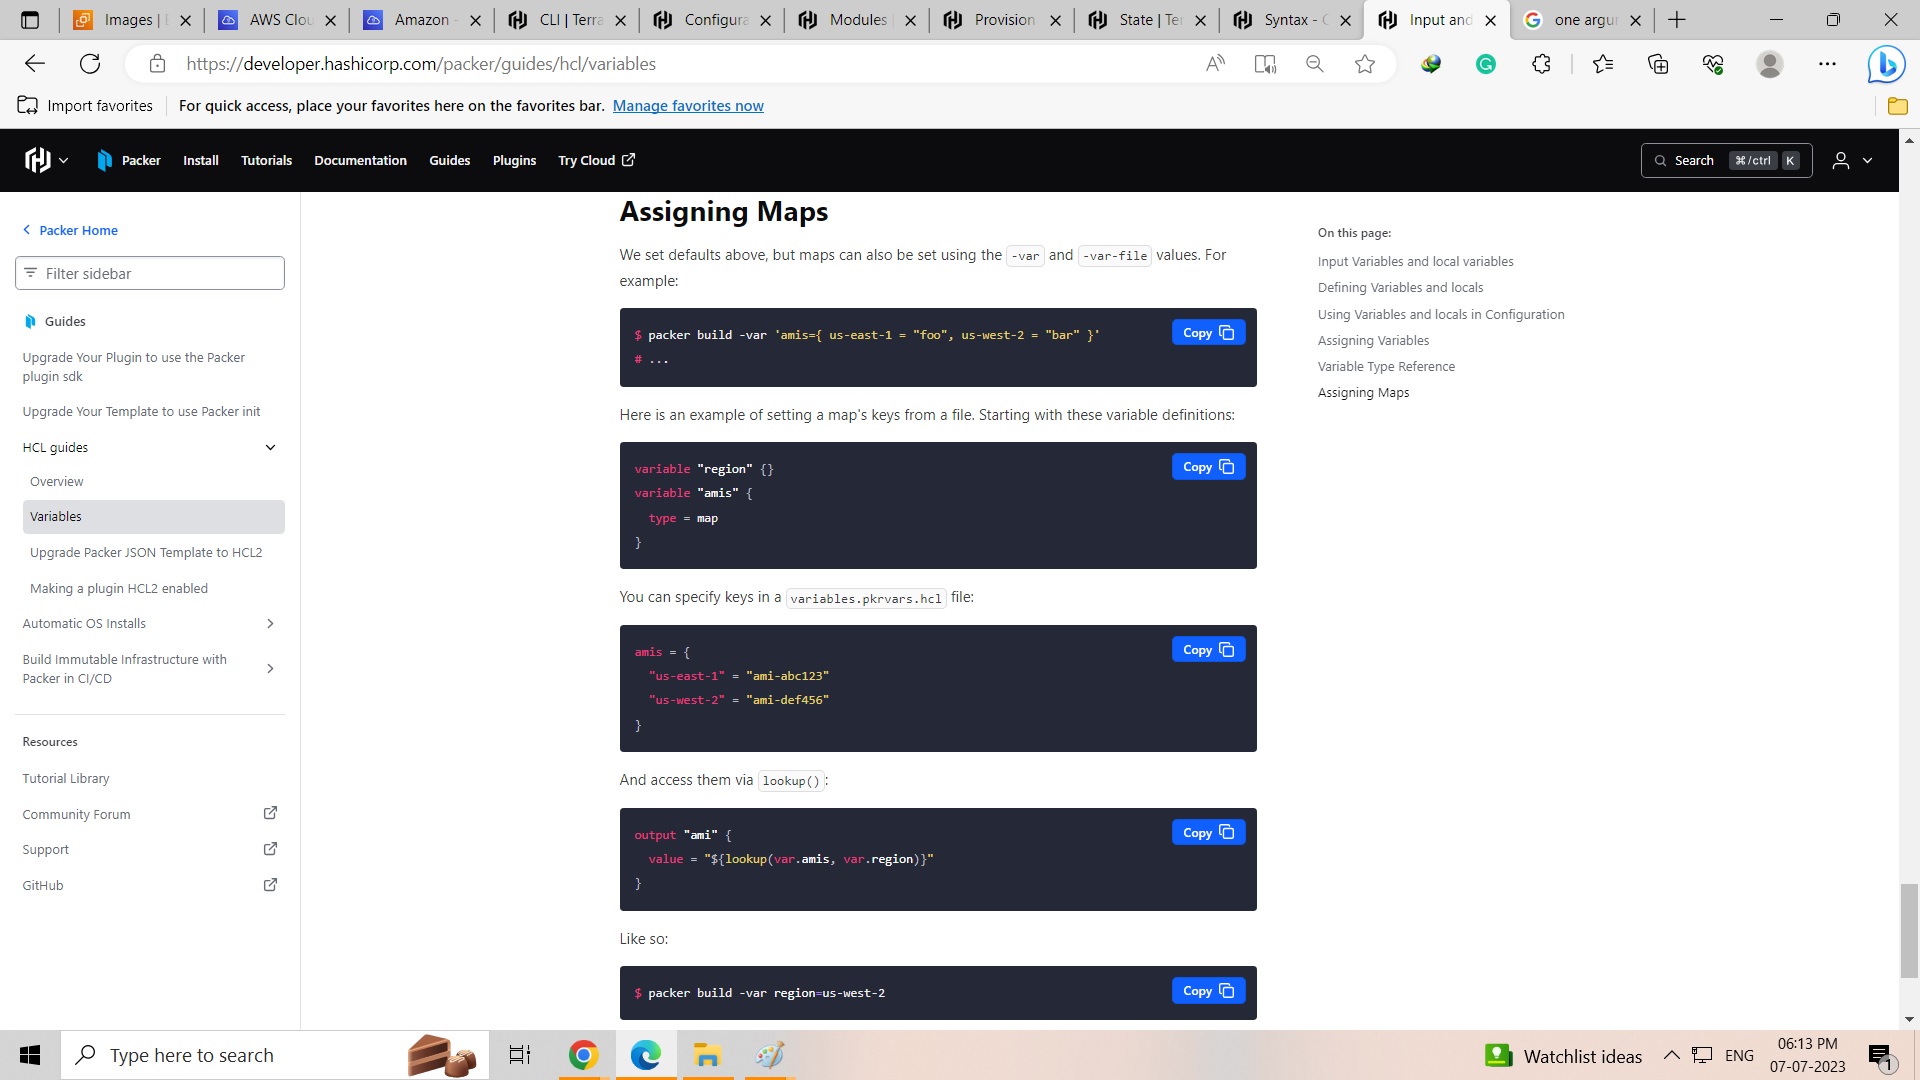 Images | E
AWS Clou
Amazon -
CLI | Terra
Configura
Modules |
Provision
State | Ter
Syntax - C
Input and
one argur
https://developer.hashicorp.com/packer/guides/hcl/variables
Import favorites
For quick access, place your favorites here on the favorites bar. Manage favorites now
Packer
Install
Tutorials
Documentation
Guides
Plugins
Try Cloud
Search ⌘/ctrl K
Packer Home
Filter sidebar
Guides
Upgrade Your Plugin to use the Packer
plugin sdk
Upgrade Your Template to use Packer init
HCL guides
Overview
Variables
Upgrade Packer JSON Template to HCL2
Making a plugin HCL2 enabled
Automatic OS Installs
Build Immutable Infrastructure with
Packer in CI/CD
Resources
Tutorial Library
Community Forum
Support
GitHub
Assigning Maps
We set defaults above, but maps can also be set using the -var and -var-file values. For
example:
$ packer build -var 'amis={ us-east-1 = "foo", us-west-2 = "bar" }'
# ...
Copy
Here is an example of setting a map's keys from a file. Starting with these variable definitions:
variable "region" {}
variable "amis" {
type = map
}
Copy
You can specify keys in a variables.pkrvars.hcl file:
amis = {
"us-east-1" = "ami-abc123"
"us-west-2" = "ami-def456"
}
Copy
And access them via lookup():
output "ami" {
value = "${lookup(var.amis, var.region)}"
}
Copy
Like so:
$ packer build -var region=us-west-2
Copy
On this page:
Input Variables and local variables
Defining Variables and locals
Using Variables and locals in Configuration
Assigning Variables
Variable Type Reference
Assigning Maps
Type here to search
Watchlist ideas
ENG
06:13 PM
07-07-2023
1